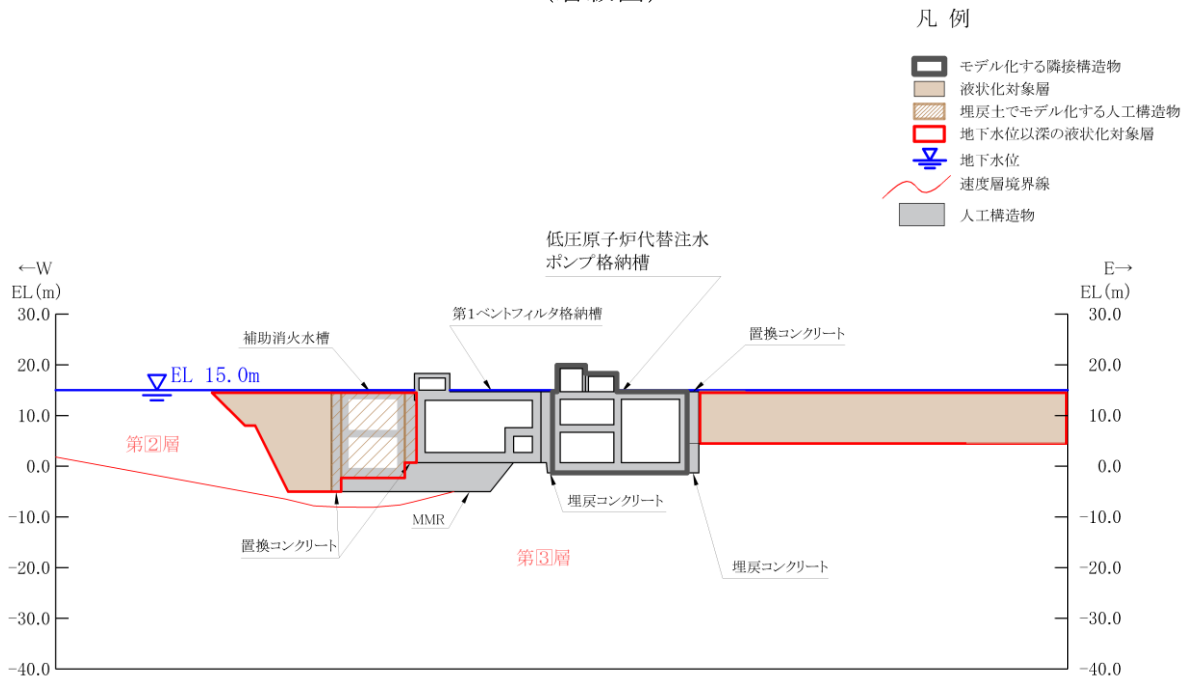 凡 例
モデル化する隣接構造物
液状化対象層
埋戻土でモデル化する人工構造物
地下水位以深の液状化対象層
地下水位
速度層境界線
人工構造物
低圧原子炉代替注水
ポンプ格納槽
←W
EL(m)
E→
EL(m)
30.0
30.0
第1ベントフィルタ格納槽
補助消火水槽
置換コンクリート
20.0
20.0
EL 15.0m
10.0
10.0
第2層
0.0
0.0
埋戻コンクリート
-10.0
-10.0
MMR
置換コンクリート
第3層
埋戻コンクリート
-20.0
-20.0
-30.0
-30.0
-40.0
-40.0